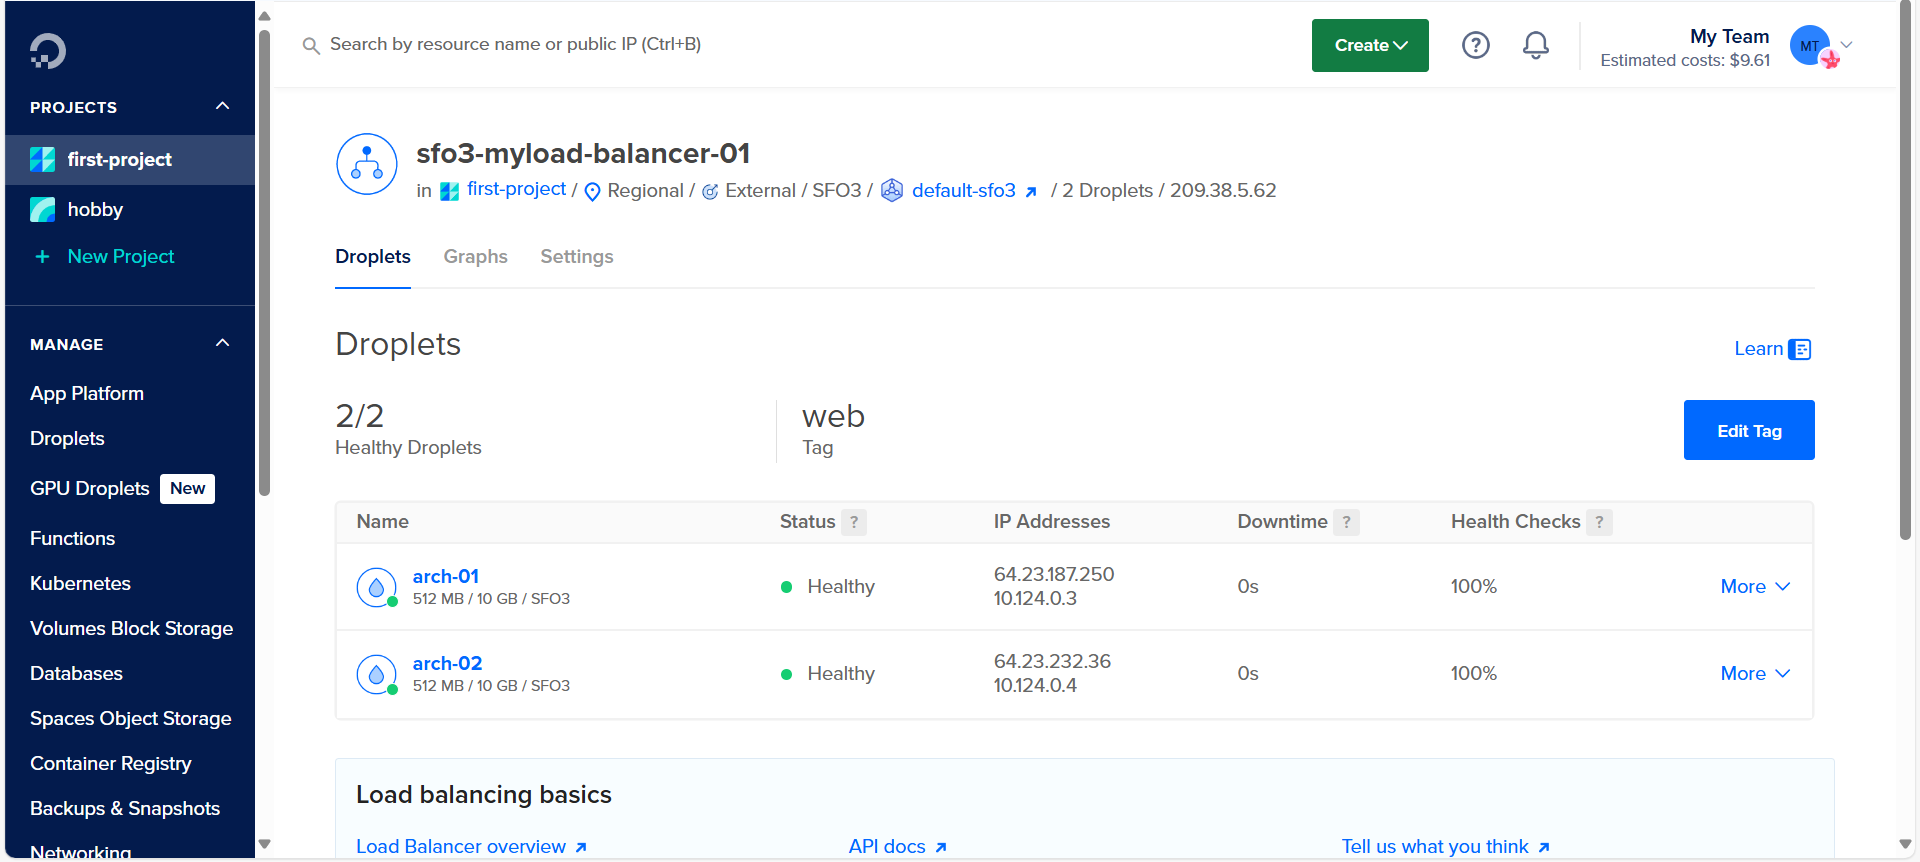 Search by resource name or public IP (Ctrl+B)
Create
?
My Team
Estimated costs: $9.61
MT
PROJECTS
first-project
hobby
+ New Project
MANAGE
App Platform
Droplets
GPU Droplets New
Functions
Kubernetes
Volumes Block Storage
Databases
Spaces Object Storage
Container Registry
Backups & Snapshots
Networking
sfo3-myload-balancer-01
in first-project / Regional / External / SFO3 / default-sfo3 / 2 Droplets / 209.38.5.62
Droplets Graphs Settings
Droplets
Learn
2/2
Healthy Droplets
web
Tag
Edit Tag
Name Status ? IP Addresses Downtime ? Health Checks ?
arch-01
512 MB / 10 GB / SFO3
Healthy
64.23.187.250
10.124.0.3
0s
100%
More
arch-02
512 MB / 10 GB / SFO3
Healthy
64.23.232.36
10.124.0.4
0s
100%
More
Load balancing basics
Load Balancer overview API docs Tell us what you think